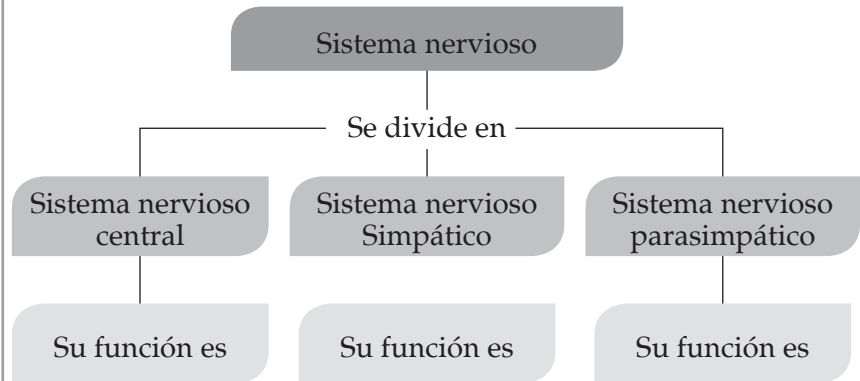 Sistema nervioso
Se divide en
Sistema nervioso
central
Sistema nervioso
Simpático
Sistema nervioso
parasimpático
Su función es
Su función es
Su función es